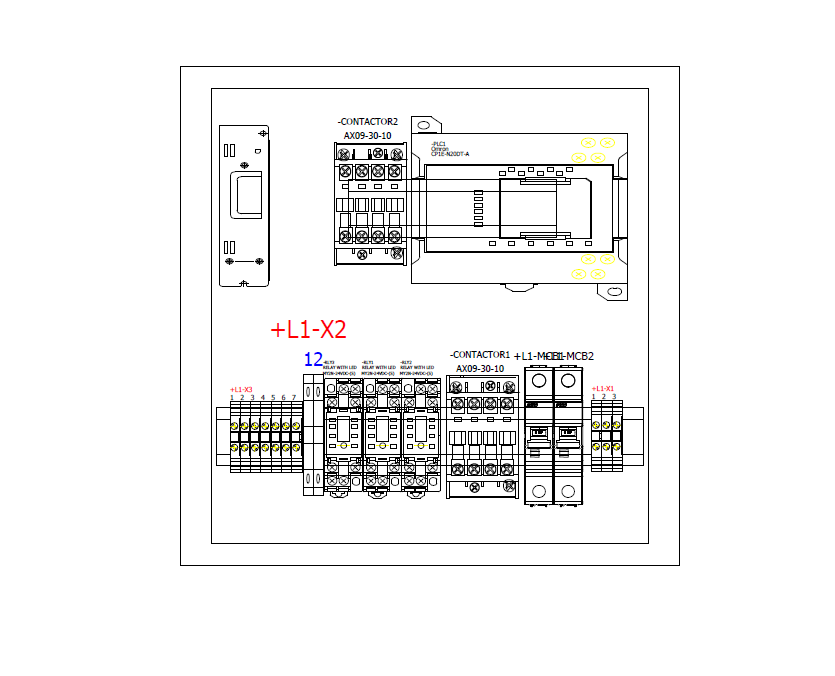 -CONTACTOR2
AX09-30-10
-PLC1
Omron
CP1E-N20DT-A
+L1-X2
12
-RLY3
RELAY WITH LED
MY2N-24VDC-(S)
-RLY1
RELAY WITH LED
MY2N-24VDC-(S)
-RLY2
RELAY WITH LED
MY2N-24VDC-(S)
-CONTACTOR1
AX09-30-10
+L1-MCB1
+L1-MCB2
+L1-X3
1 2 3 4 5 6 7
+L1-X1
1 2 3